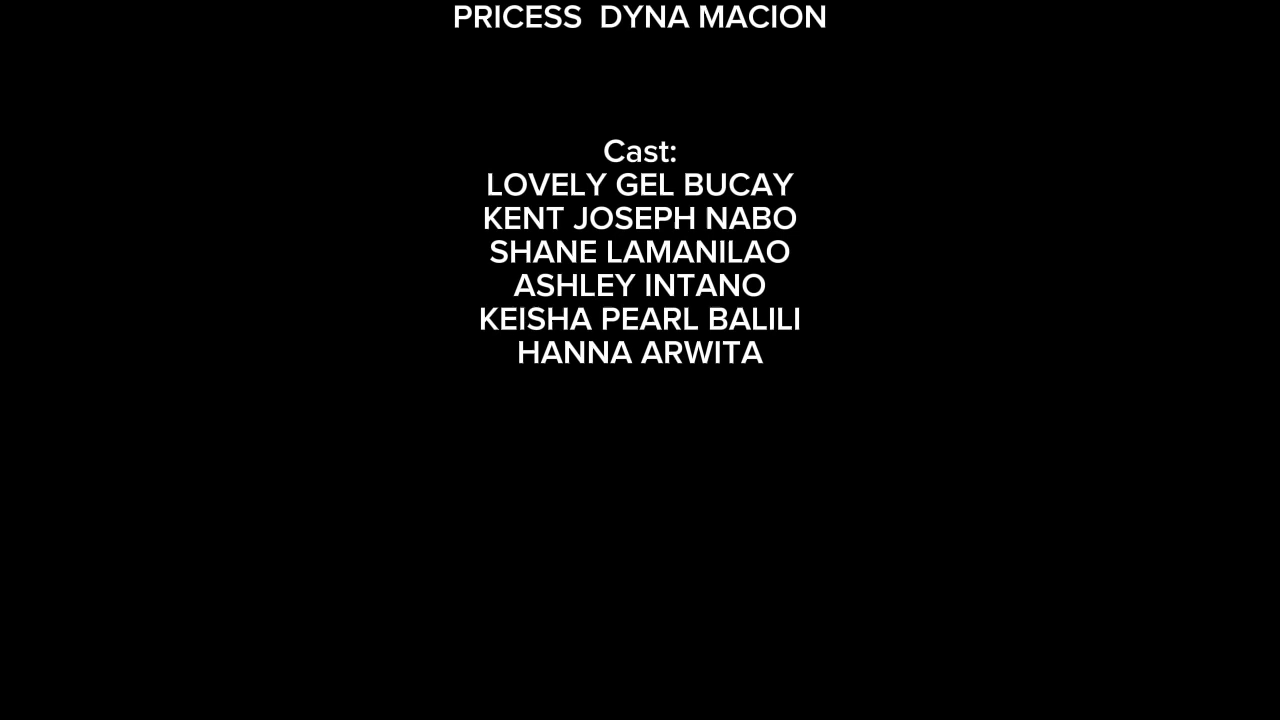 PRICESS  DYNA MACION
Cast:
LOVELY GEL BUCAY
KENT JOSEPH NABO
SHANE LAMANILAO
ASHLEY INTANO
KEISHA PEARL BALILI
HANNA ARWITA